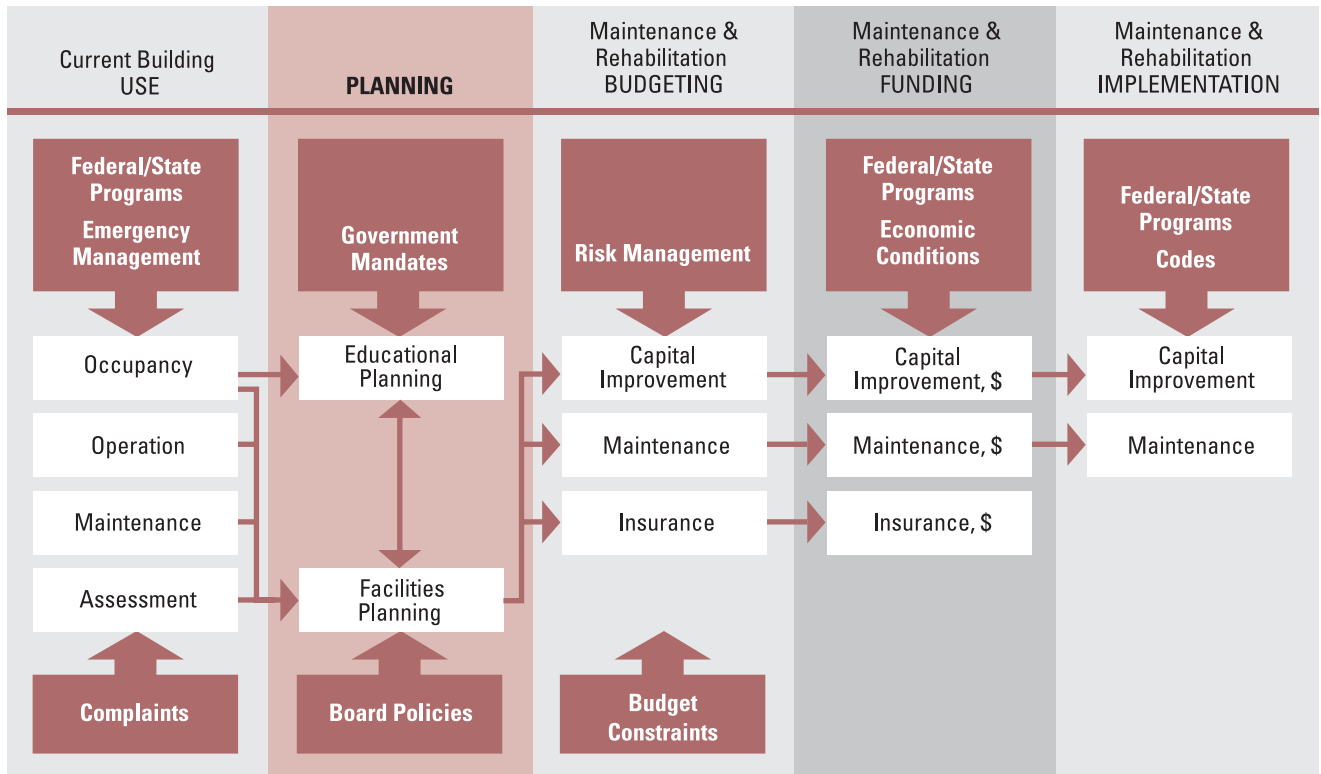 Current Building
USE
PLANNING
Maintenance &
Rehabilitation
BUDGETING
Maintenance &
Rehabilitation
FUNDING
Maintenance &
Rehabilitation
IMPLEMENTATION
Federal/State
Programs
Emergency
Management
Government
Mandates
Risk Management
Federal/State
Programs
Economic
Conditions
Federal/State
Programs
Codes
Occupancy
Educational
Planning
Capital
Improvement
Capital
Improvement, $
Capital
Improvement
Operation
Maintenance
Maintenance, $
Maintenance
Maintenance
Insurance
Insurance, $
Assessment
Facilities
Planning
Complaints
Board Policies
Budget
Constraints